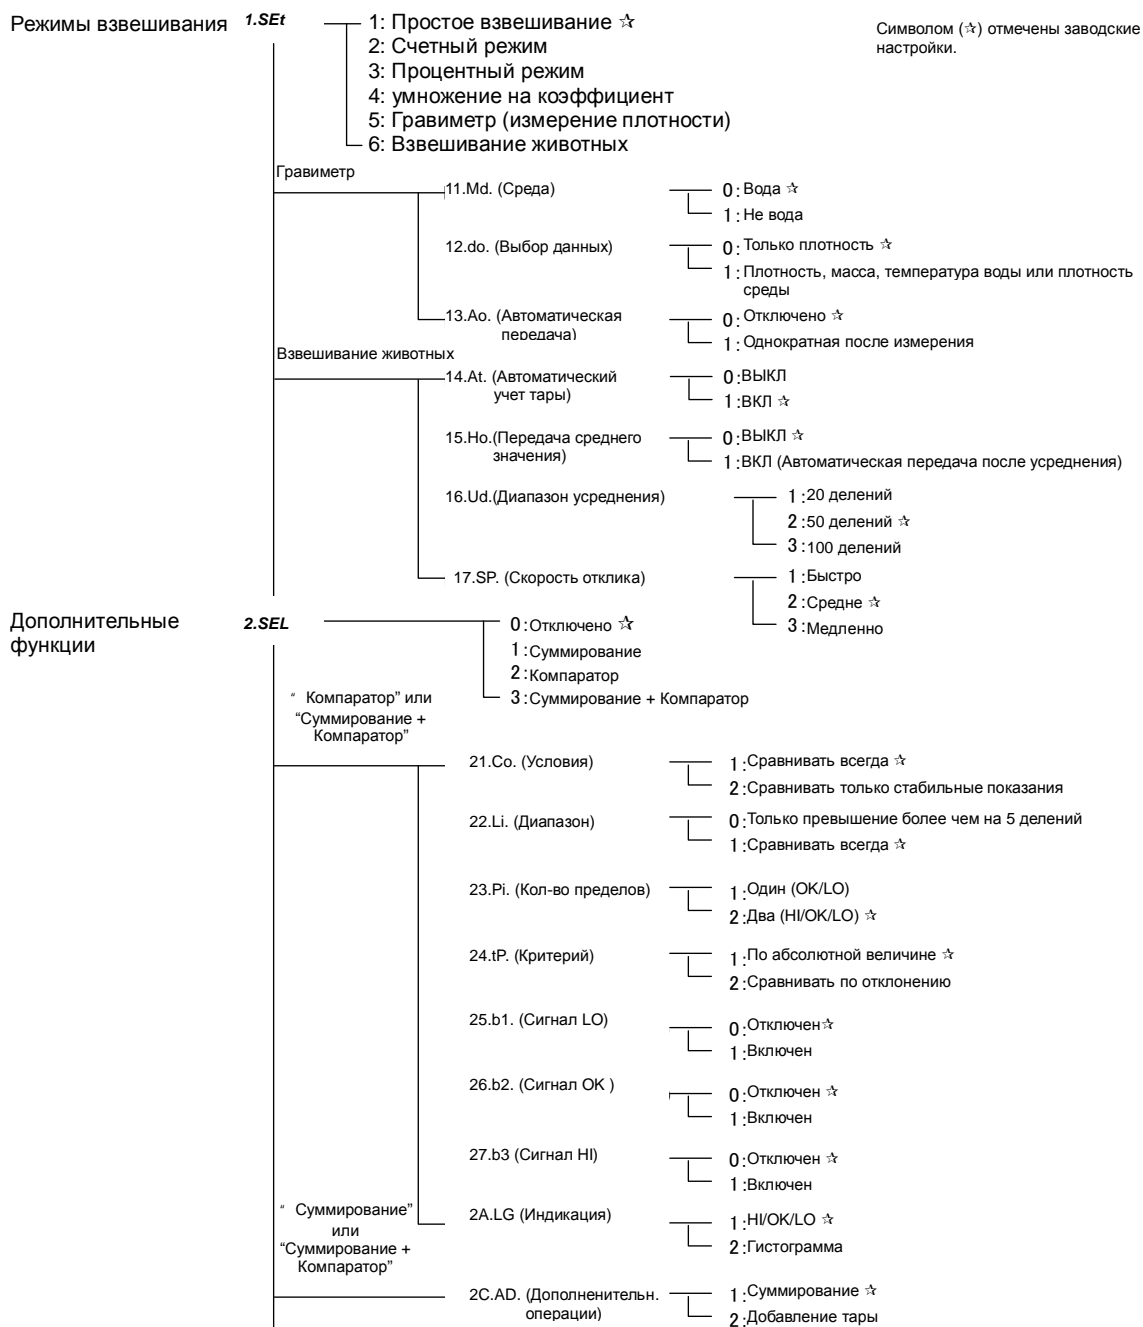 Режимы взвешивания 1.SEt 1: Простое взвешивание ☆
Символом (☆) отмечены заводские
настройки.
2: Счетный режим
3: Процентный режим
4: умножение на коэффициент
5: Гравиметр (измерение плотности)
6: Взвешивание животных
Гравиметр
11.Md. (Среда) 0:Вода ☆
1:Не вода
12.do. (Выбор данных) 0:Только плотность ☆
1:Плотность, масса, температура воды или плотность
среды
13.Ao. (Автоматическая
передача)
0:Отключено ☆
1:Однократная после измерения
Взвешивание животных
14.At. (Автоматический
учет тары)
0:ВЫКЛ
1:ВКЛ ☆
15.Ho.(Передача среднего
значения)
0:ВЫКЛ ☆
1:ВКЛ (Автоматическая передача после усреднения)
16.Ud.(Диапазон усреднения) 1:20 делений
2:50 делений ☆
3:100 делений
17.SP. (Скорость отклика) 1:Быстро
2:Средне ☆
3:Медленно
Дополнительные
функции
2.SEL 0:Отключено ☆
1:Суммирование
2:Компаратор
3:Суммирование + Компаратор
“ Компаратор” или
“Суммирование +
Компаратор”
21.Co. (Условия) 1:Сравнивать всегда ☆
2:Сравнивать только стабильные показания
22.Li. (Диапазон) 0:Только превышение более чем на 5 делений
1:Сравнивать всегда ☆
23.Pi. (Кол-во пределов) 1:Один (OK/LO)
2:Два (HI/OK/LO) ☆
24.tP. (Критерий) 1:По абсолютной величине ☆
2:Сравнивать по отклонению
25.b1. (Сигнал LO) 0:Отключен☆
1:Включен
26.b2. (Сигнал OK ) 0:Отключен ☆
1:Включен
27.b3 (Сигнал HI) 0:Отключен ☆
1:Включен
“ Суммирование”
или
“Суммирование +
Компаратор”
2A.LG (Индикация) 1:HI/OK/LO ☆
2:Гистограмма
2C.AD. (Дополненительн.
операции)
1:Суммирование ☆
2:Добавление тары